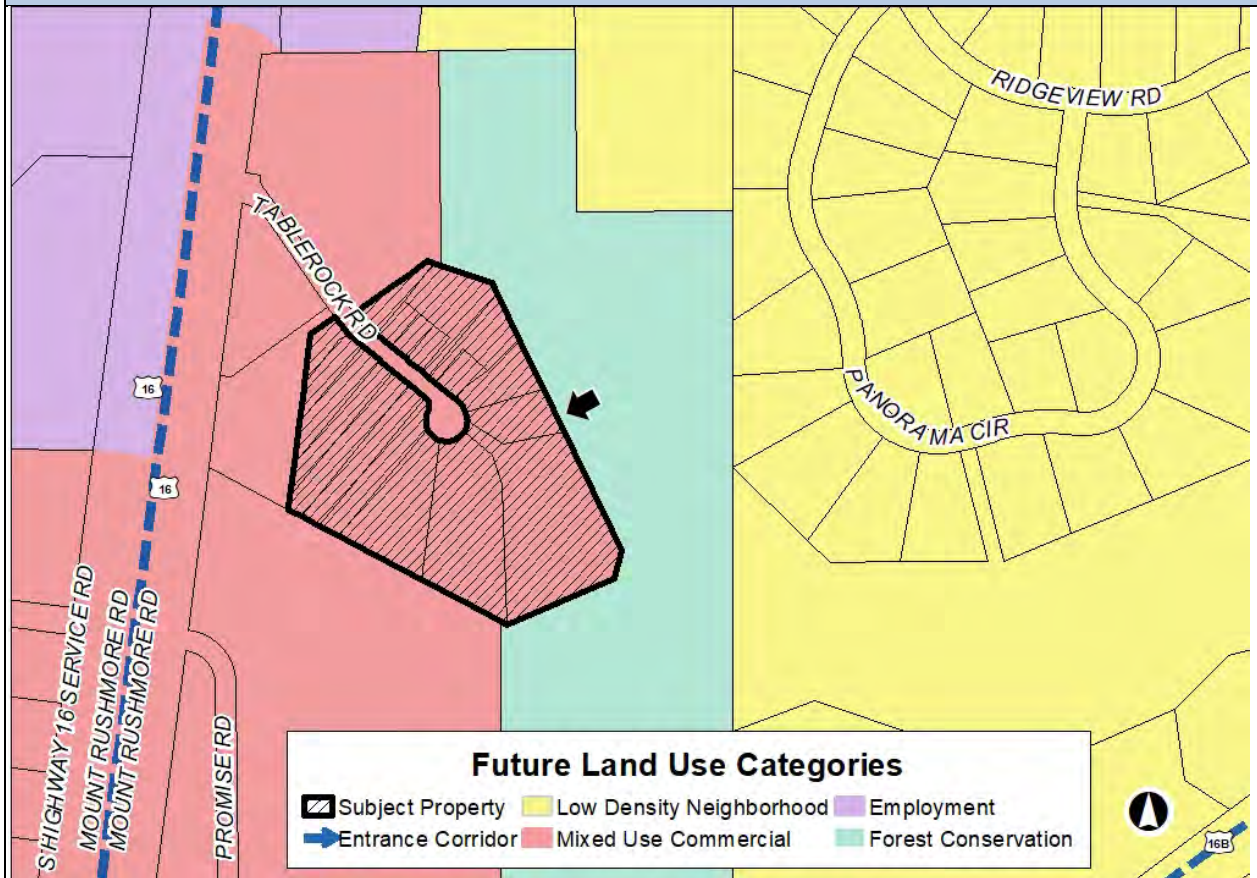 RIDGEVIEW RD
TABLEROCK RD
16
PANORAMA CIR
16
S HIGHWAY 16 SERVICE RD
MOUNT RUSHMORE RD
MOUNT RUSHMORE RD
PROMISE RD
Future Land Use Categories
Subject Property
Low Density Neighborhood
Employment
Entrance Corridor
Mixed Use Commercial
Forest Conservation
16B